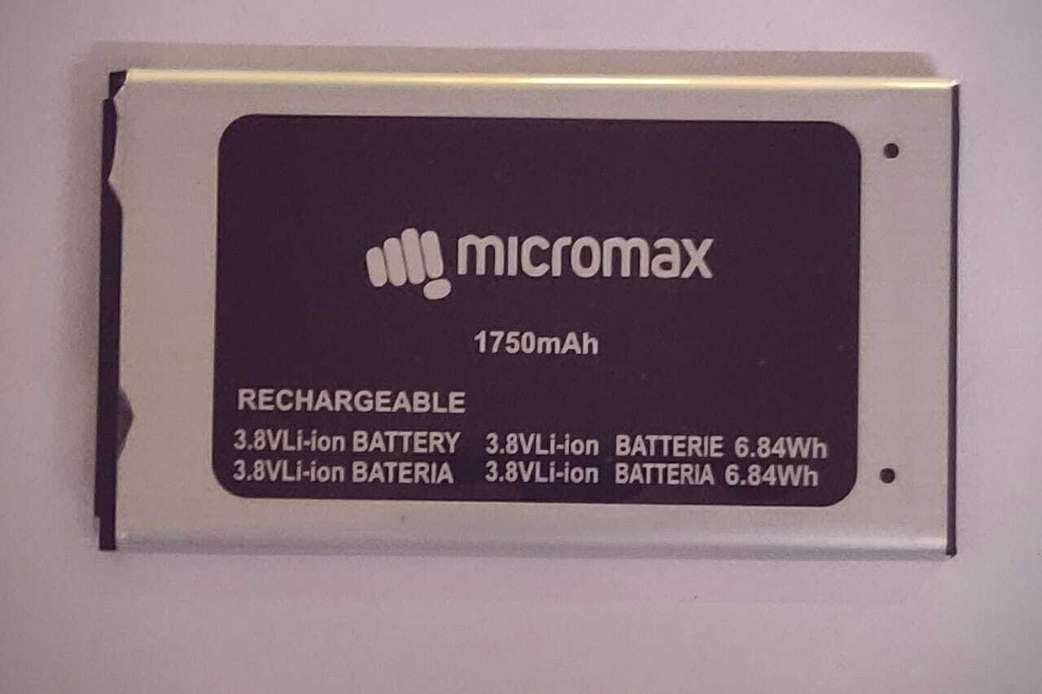 micromax
1750mAh
RECHARGEABLE
3.8VLi-ion BATTERY 3.8VLi-ion BATTERIE 6.84Wh
3.8VLi-ion BATERIA 3.8VLi-ion BATTERIA 6.84Wh